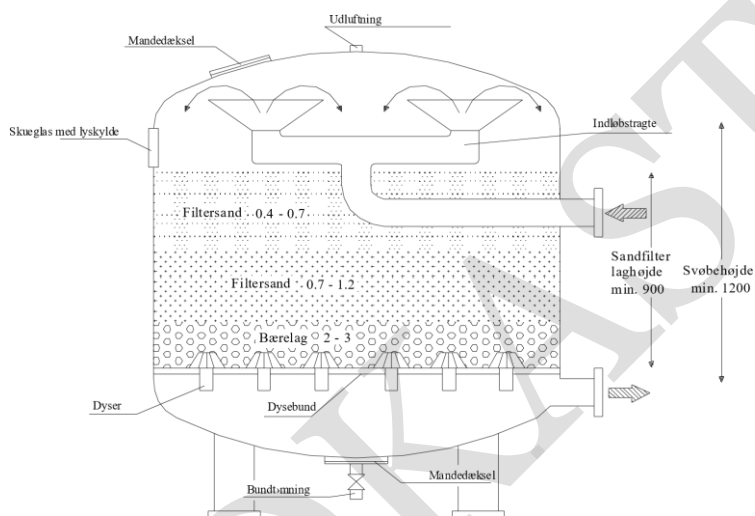 Udluftning
Mandedæksel
Skueglas med lyskylde
Indløbstragte
Filtersand 0.4 - 0.7
Sandfilter
laghøjde
min. 900
Svøbehøjde
min. 1200
Filtersand 0.7 - 1.2
Bærelag 2 - 3
Dyser
Dysebund
Mandedæksel
Bundtømning